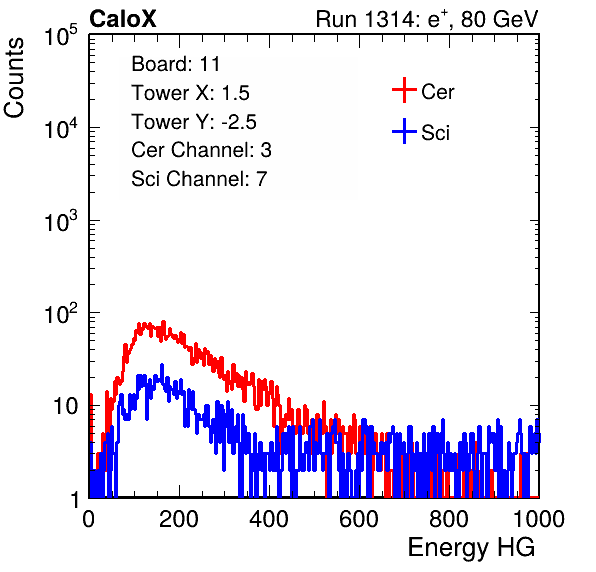 CaloX Run 1314: e⁺, 80 GeV
Counts
Board: 11
Tower X: 1.5
Tower Y: -2.5
Cer Channel: 3
Sci Channel: 7
Cer
Sci
10⁵
10⁴
10³
10²
10
1
0 200 400 600 800 1000
Energy HG